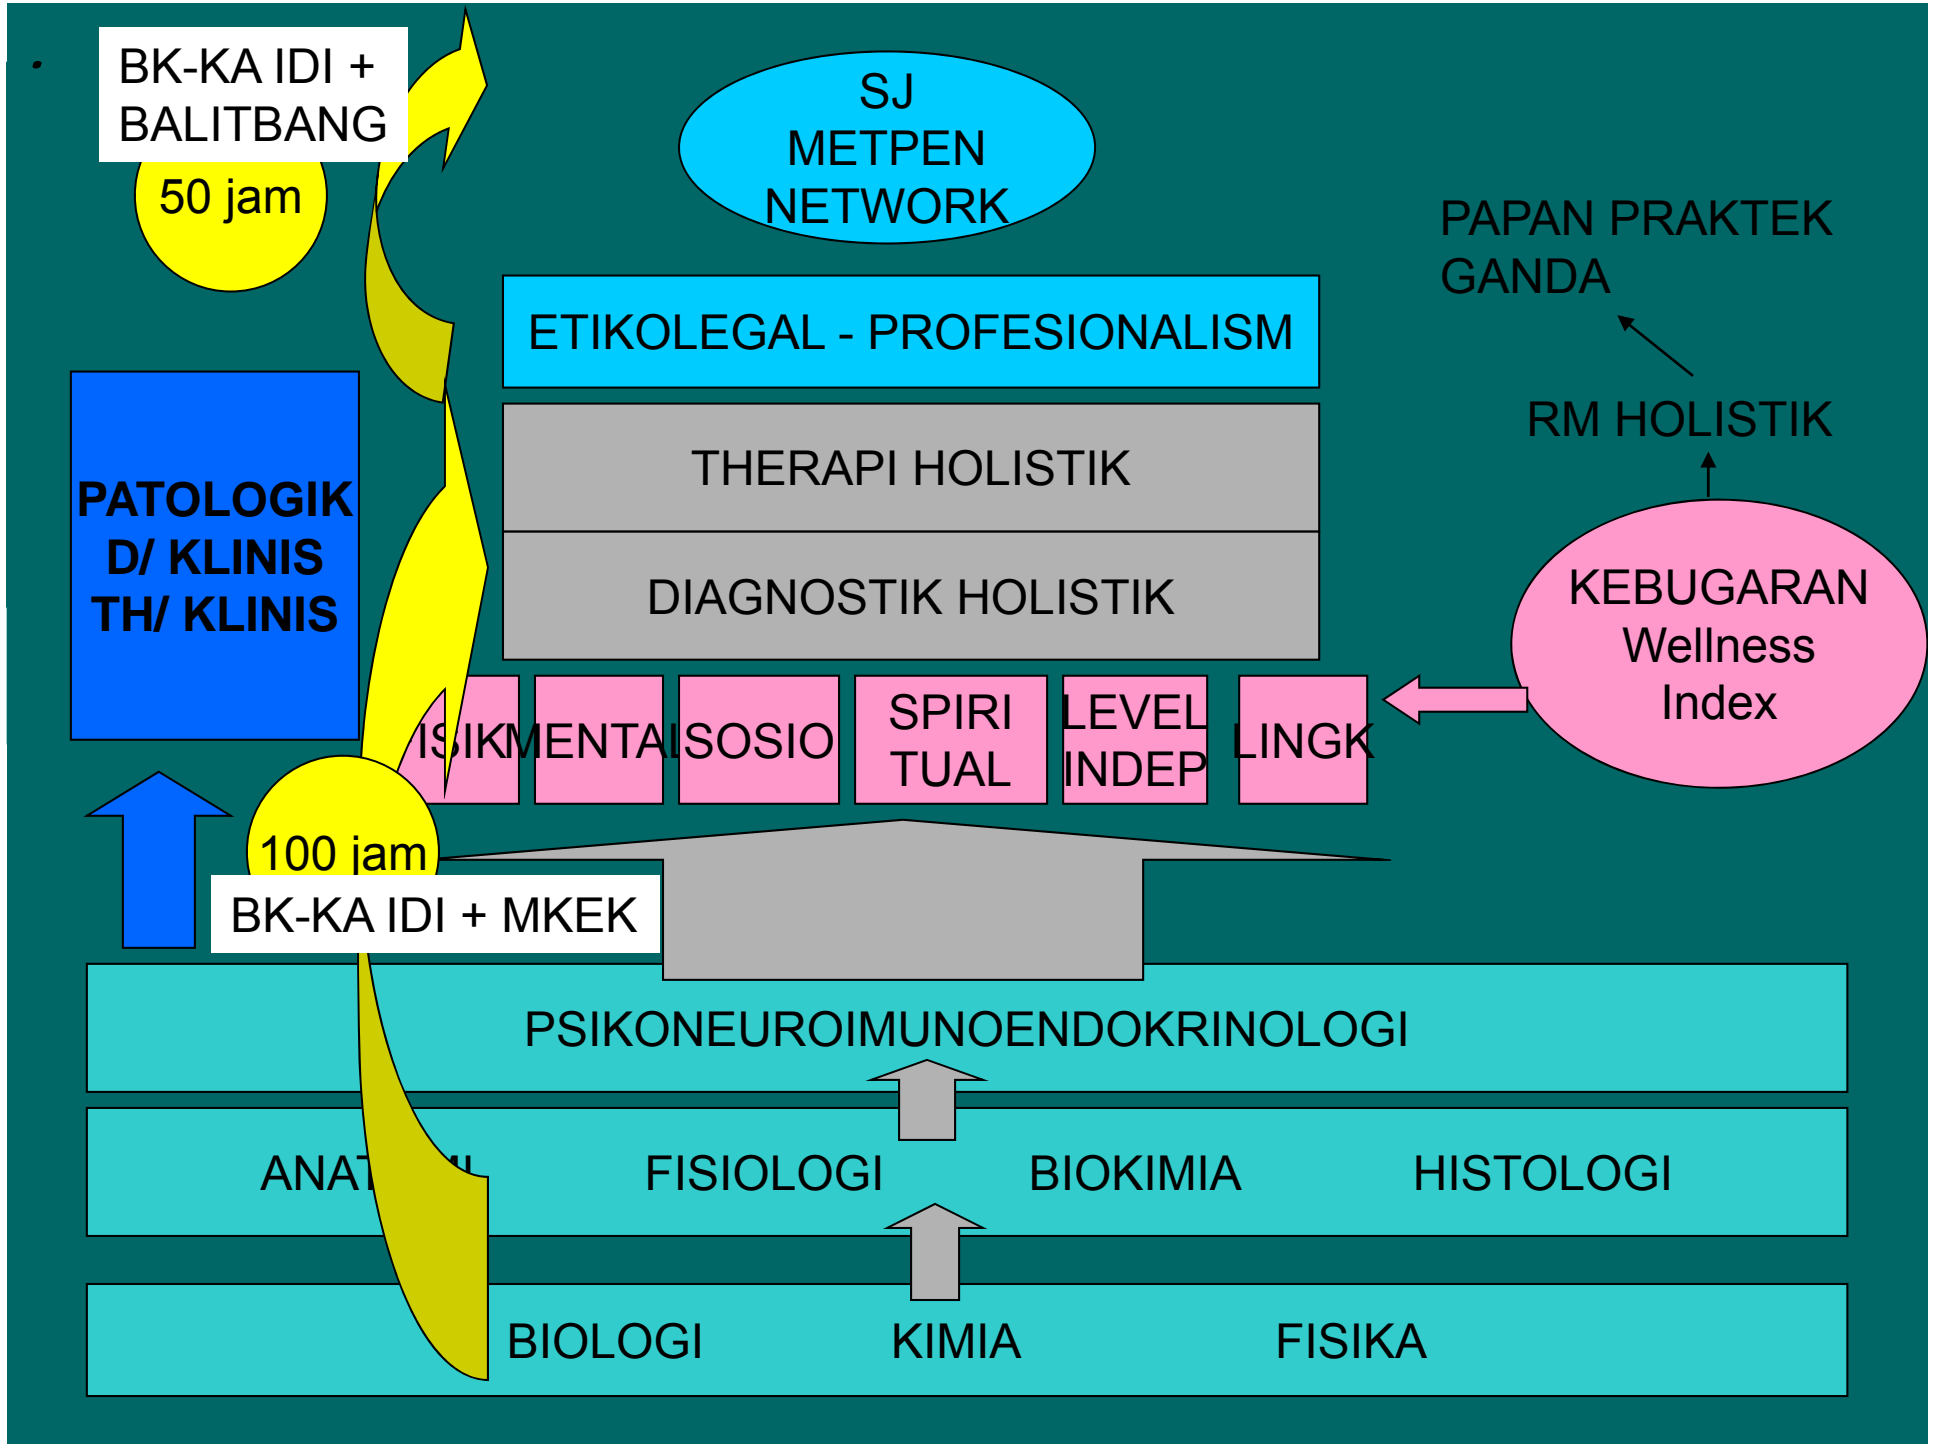 BK-KA IDI +
BALITBANG
50 jam
SJ
METPEN
NETWORK
PAPAN PRAKTEK
GANDA
ETIKOLEGAL - PROFESIONALISM
RM HOLISTIK
THERAPI HOLISTIK
PATOLOGIK
D/ KLINIS
TH/ KLINIS
DIAGNOSTIK HOLISTIK
KEBUGARAN
Wellness
Index
ISIK
MENTAL
SOSIO
SPIRI
TUAL
LEVEL
INDEP
LINGK
100 jam
BK-KA IDI + MKEK
PSIKONEUROIMUNOENDOKRINOLOGI
FISIOLOGI BIOKIMIA HISTOLOGI
BIOLOGI KIMIA FISIKA